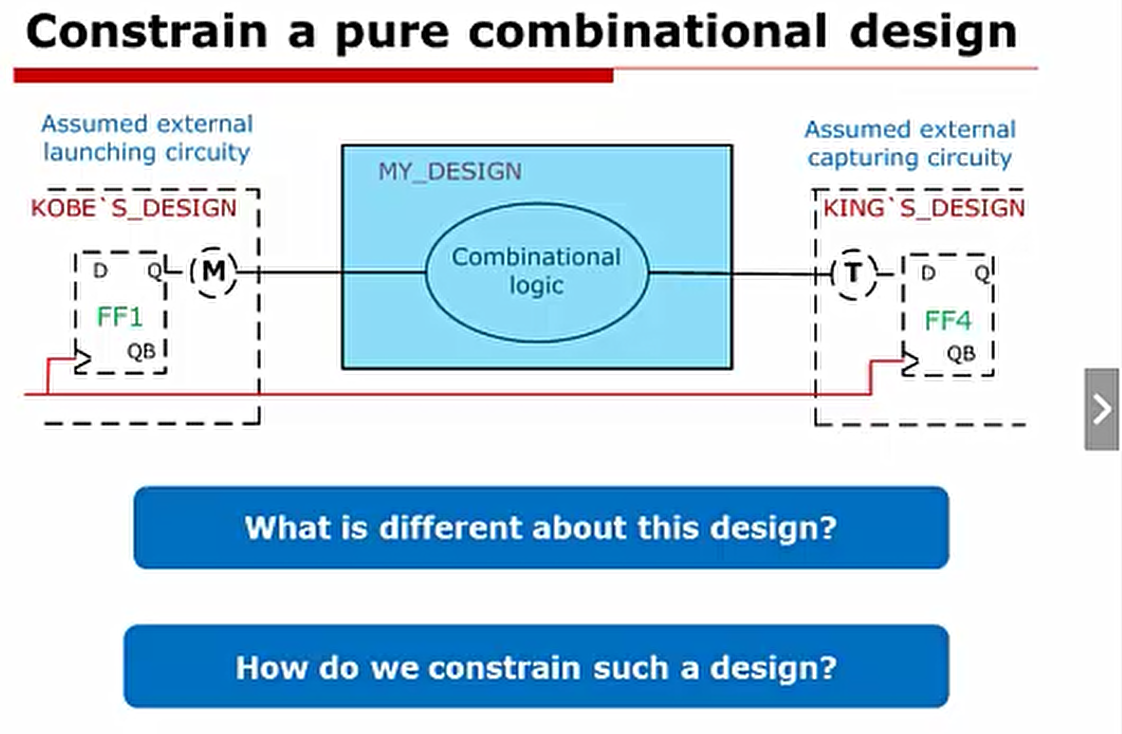 Constrain a pure combinational design
Assumed external
launching circuity
Assumed external
capturing circuity
MY_DESIGN
KOBE`S_DESIGN
KING`S_DESIGN
Combinational
logic
D Q
M
T
D Q
FF1
FF4
QB
QB
What is different about this design?
How do we constrain such a design?